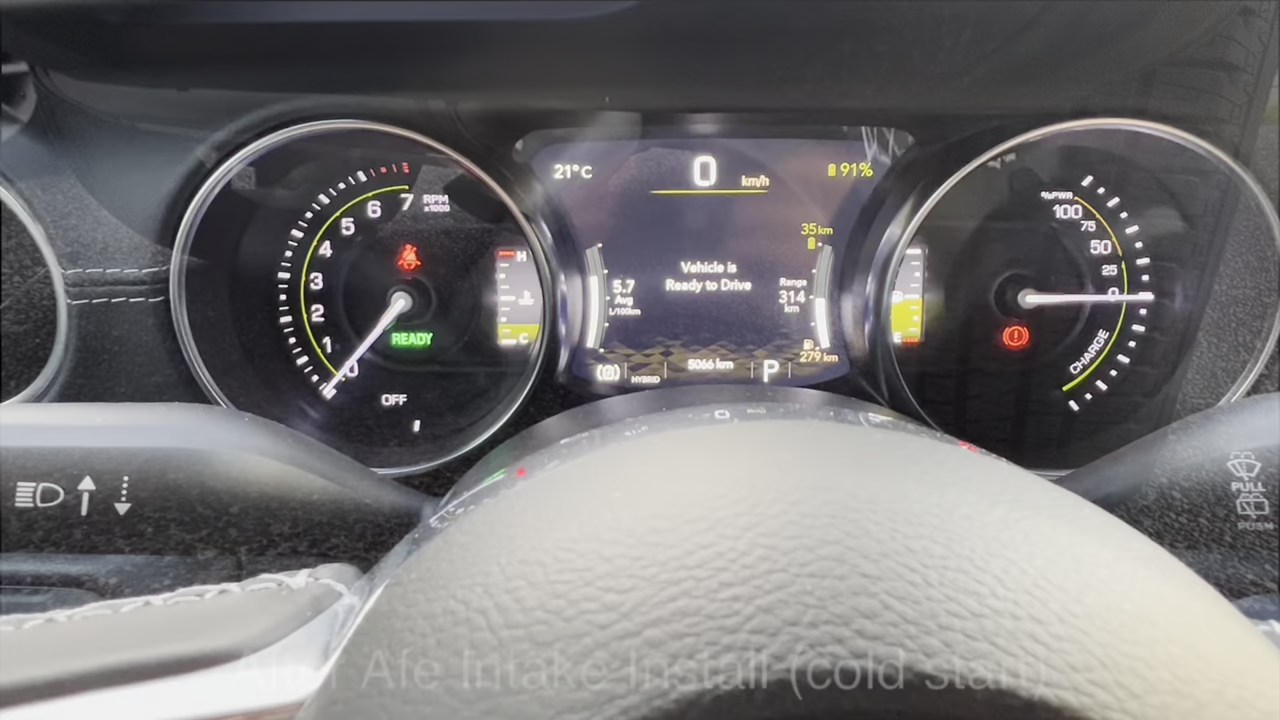 21°C
0
km/h
91%
7
RPM
x1000
6
5
4
3
2
1
0
READY
OFF
H
C
35 km
5.7
Avg
L/100km
Vehicle is
Ready to Drive
Range
314
km
279 km
HYBRID
5066 km
P
%PWR
100
75
50
25
0
CHARGE
E
PULL
PUSH
After Afe Intake Install (cold start)